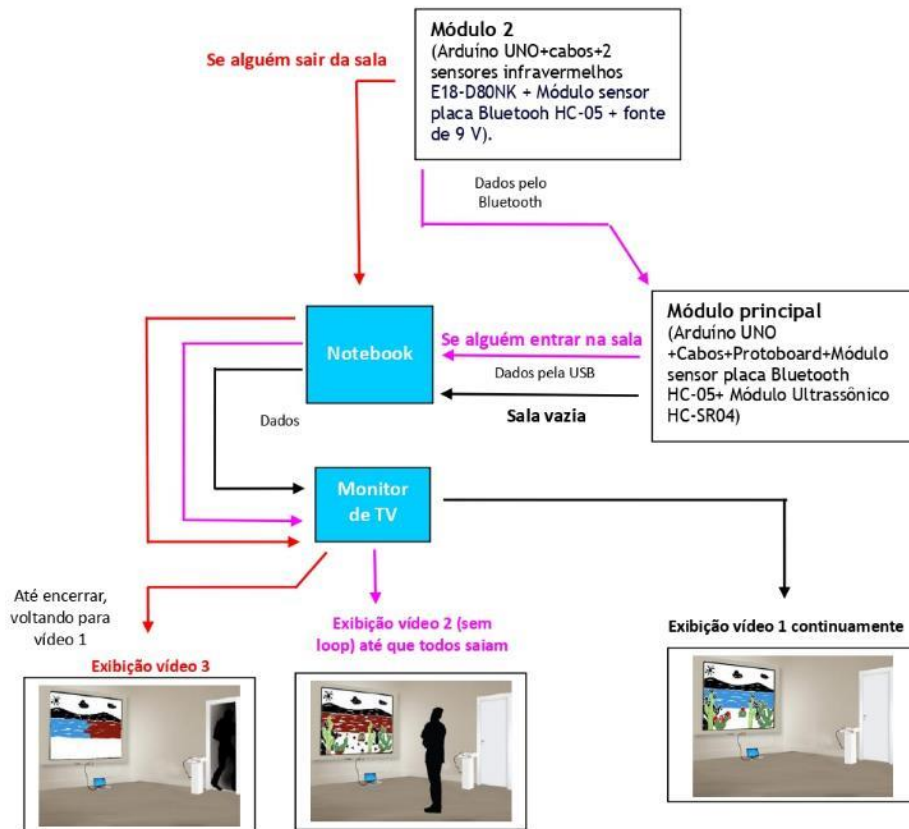 Módulo 2
(Arduíno UNO+cabos+2
sensores infravermelhos
E18-D80NK + Módulo sensor
placa Bluetooh HC-05 + fonte
de 9 V).
Se alguém sair da sala
Dados pelo
Bluetooth
Módulo principal
(Arduíno UNO
+Cabos+Protoboard+Módulo
sensor placa Bluetooth
HC-05+ Módulo Ultrassônico
HC-SR04)
Notebook
Se alguém entrar na sala
Dados pela USB
Sala vazia
Dados
Monitor
de TV
Até encerrar,
voltando para
vídeo 1
Exibição vídeo 3
Exibição vídeo 2 (sem
loop) até que todos saiam
Exibição vídeo 1 continuamente